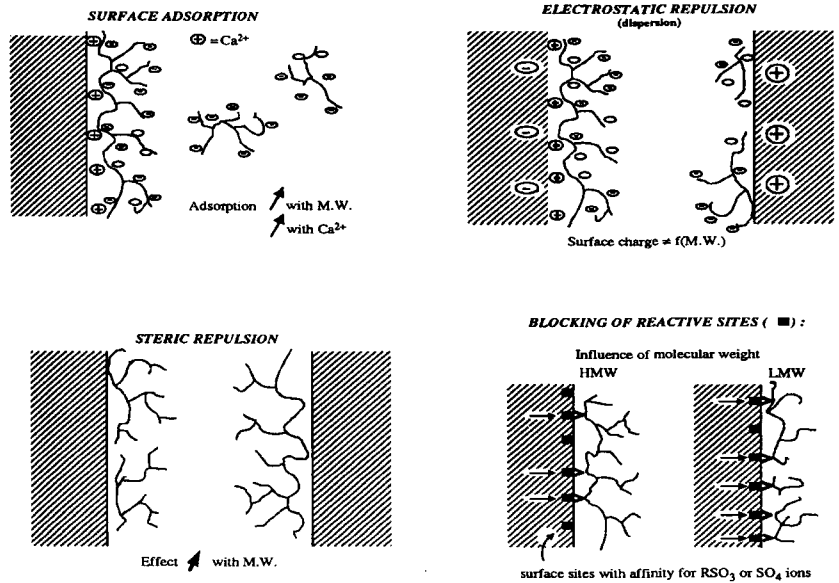 SURFACE ADSORPTION
⊕ = Ca²⁺
Adsorption ↗ with M.W.
↗ with Ca²⁺
ELECTROSTATIC REPULSION
(dispersion)
Surface charge ≠ f(M.W.)
STERIC REPULSION
Effect ↗ with M.W.
BLOCKING OF REACTIVE SITES ( ■ ) :
Influence of molecular weight
HMW LMW
surface sites with affinity for RSO₃ or SO₄ ions